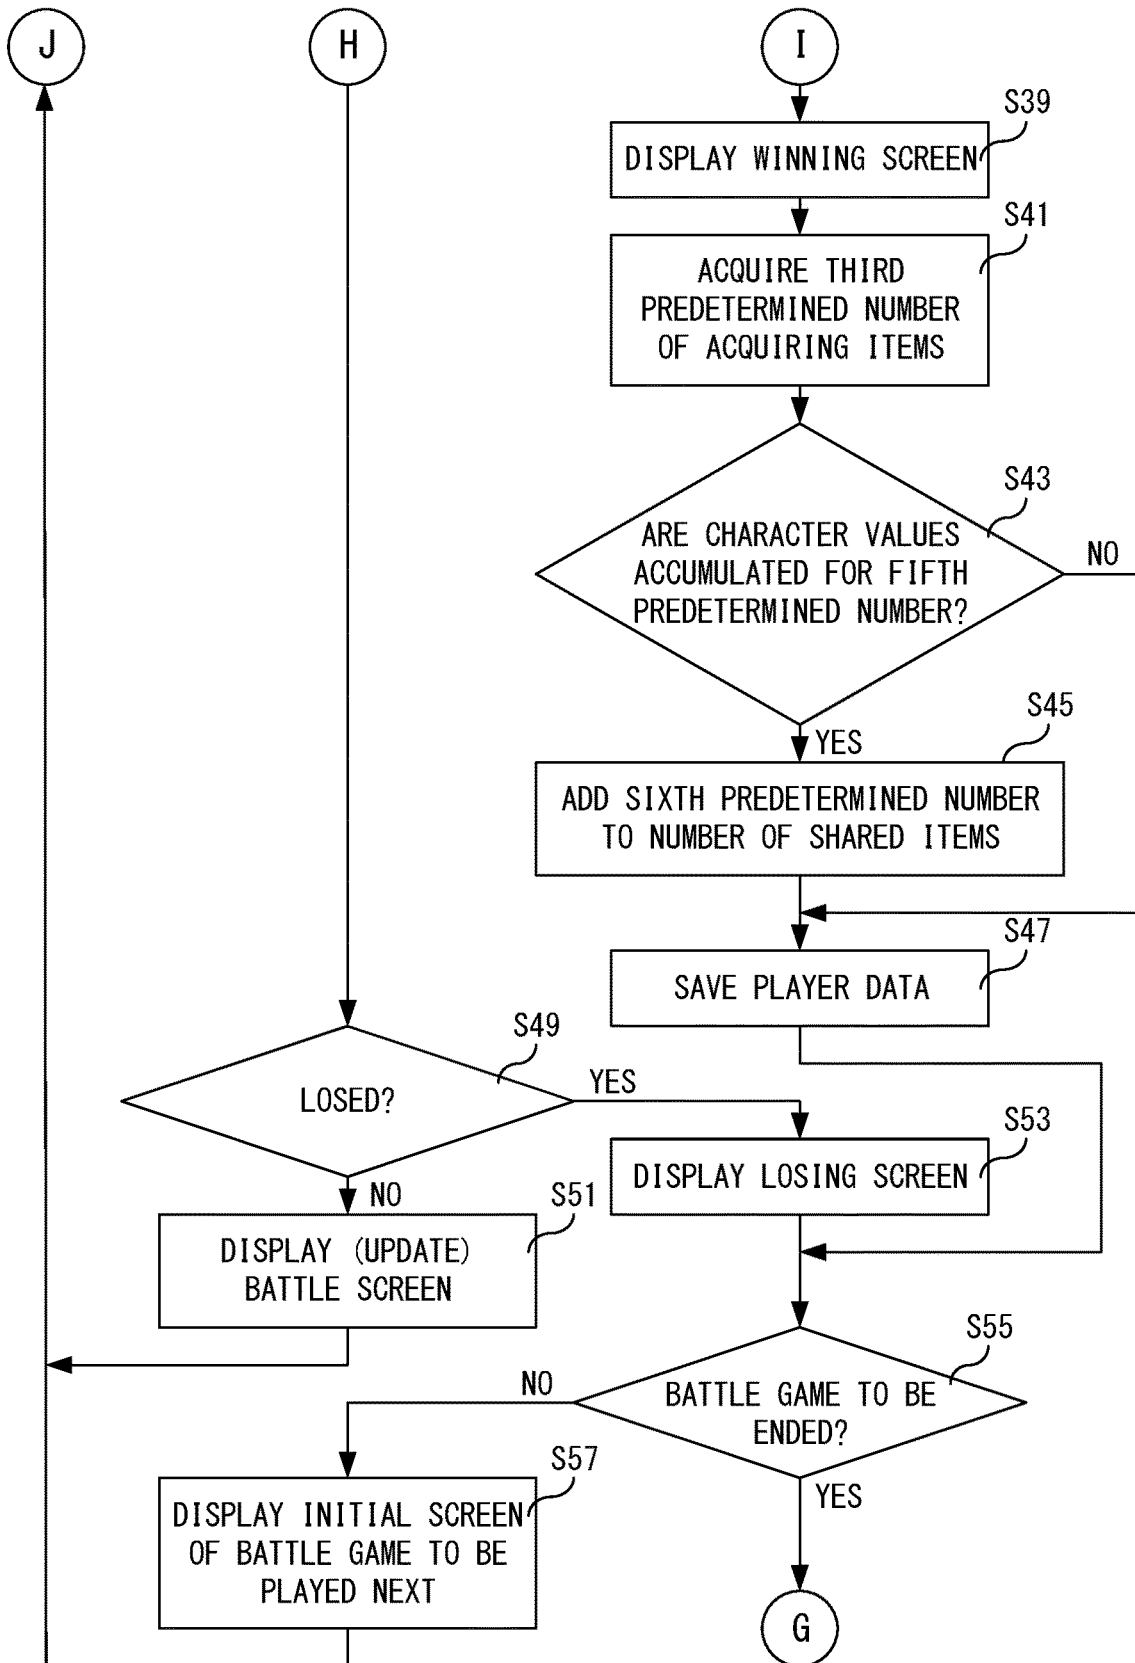 J
H
I
S39
DISPLAY WINNING SCREEN
S41
ACQUIRE THIRD
PREDETERMINED NUMBER
OF ACQUIRING ITEMS
S43
ARE CHARACTER VALUES
ACCUMULATED FOR FIFTH
PREDETERMINED NUMBER?
NO
YES
S45
ADD SIXTH PREDETERMINED NUMBER
TO NUMBER OF SHARED ITEMS
S47
SAVE PLAYER DATA
S49
LOSED?
YES
NO
S53
DISPLAY LOSING SCREEN
S51
DISPLAY (UPDATE)
BATTLE SCREEN
S55
BATTLE GAME TO BE
ENDED?
NO
YES
S57
DISPLAY INITIAL SCREEN
OF BATTLE GAME TO BE
PLAYED NEXT
G